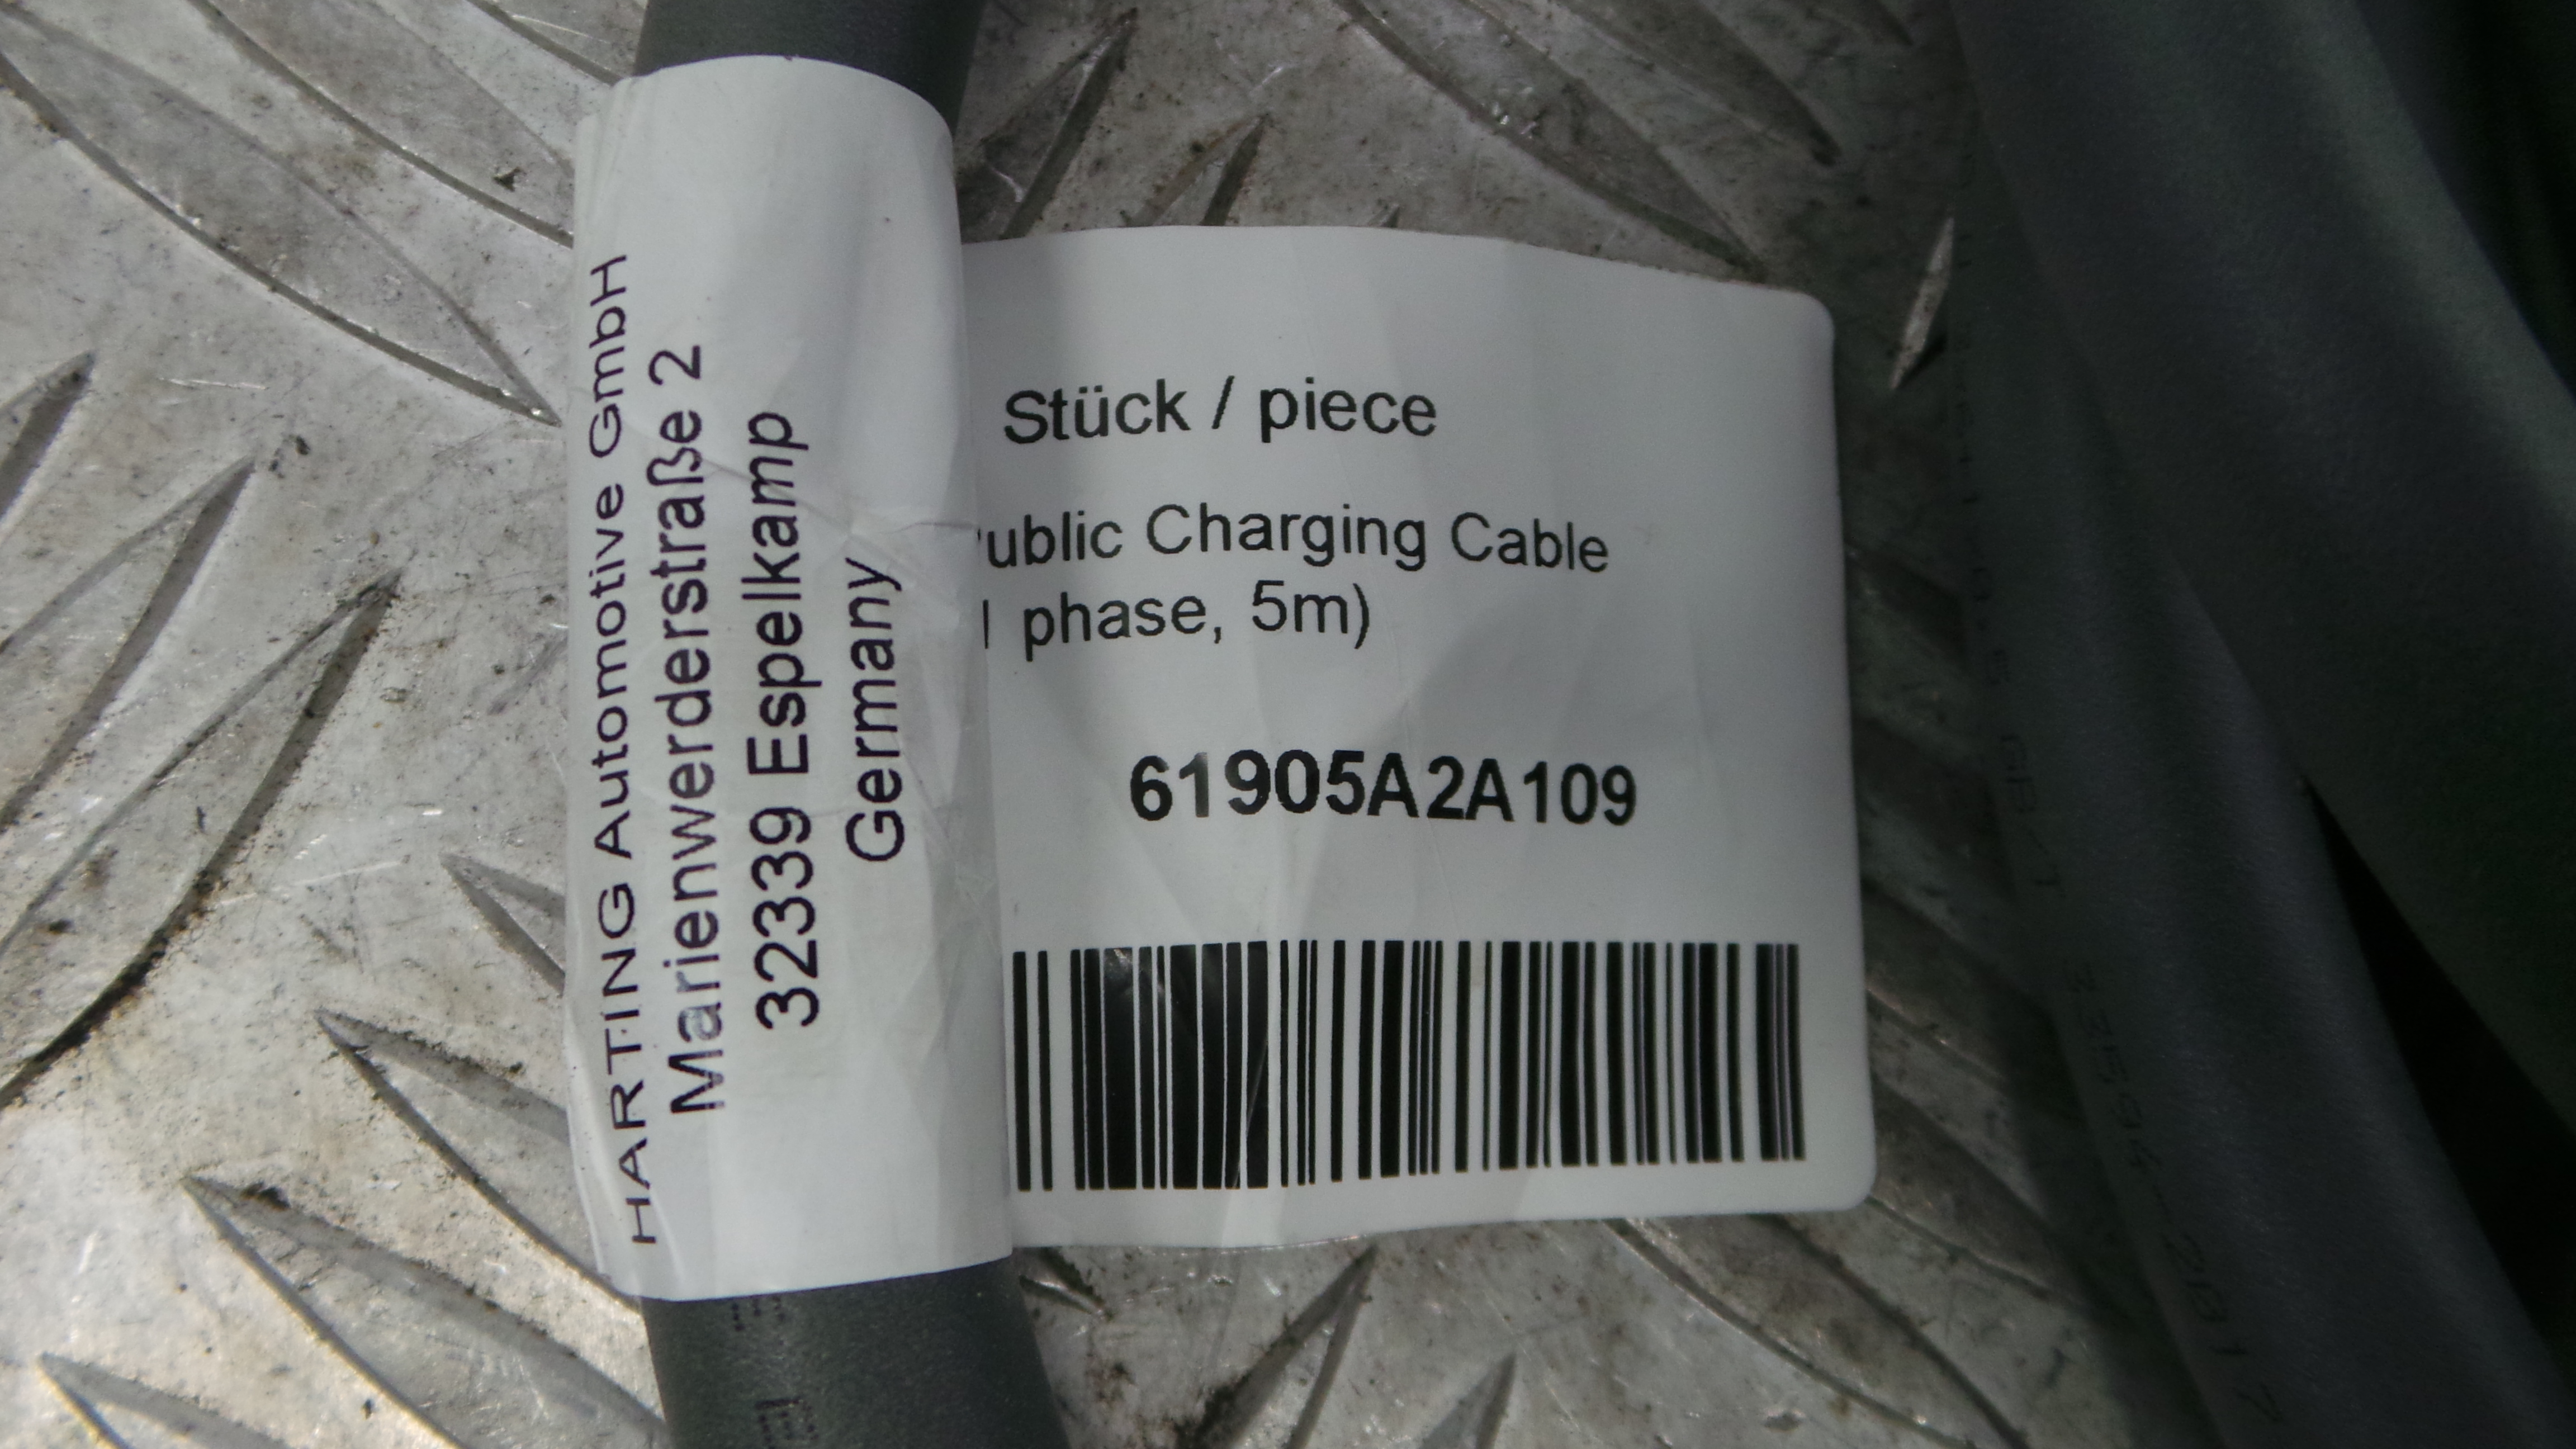 HARTING Automotive GmbH
Marienwerderstraße 2
32339 Espelkamp
Germany
Stück / piece
ublic Charging Cable
phase, 5m)
61905A2A109